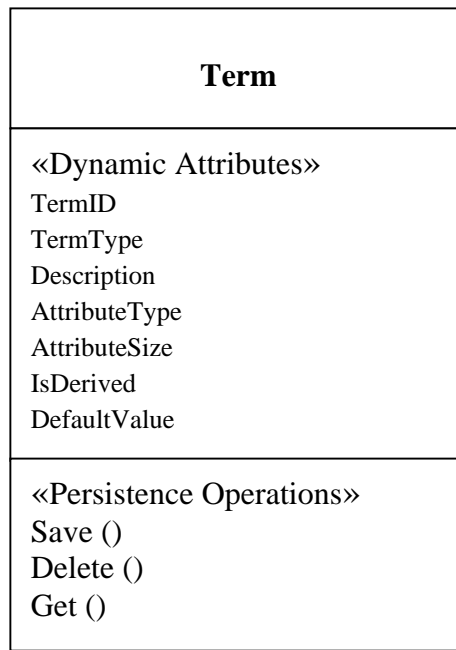 Term
«Dynamic Attributes»
TermID
TermType
Description
AttributeType
AttributeSize
IsDerived
DefaultValue
«Persistence Operations»
Save ()
Delete ()
Get ()